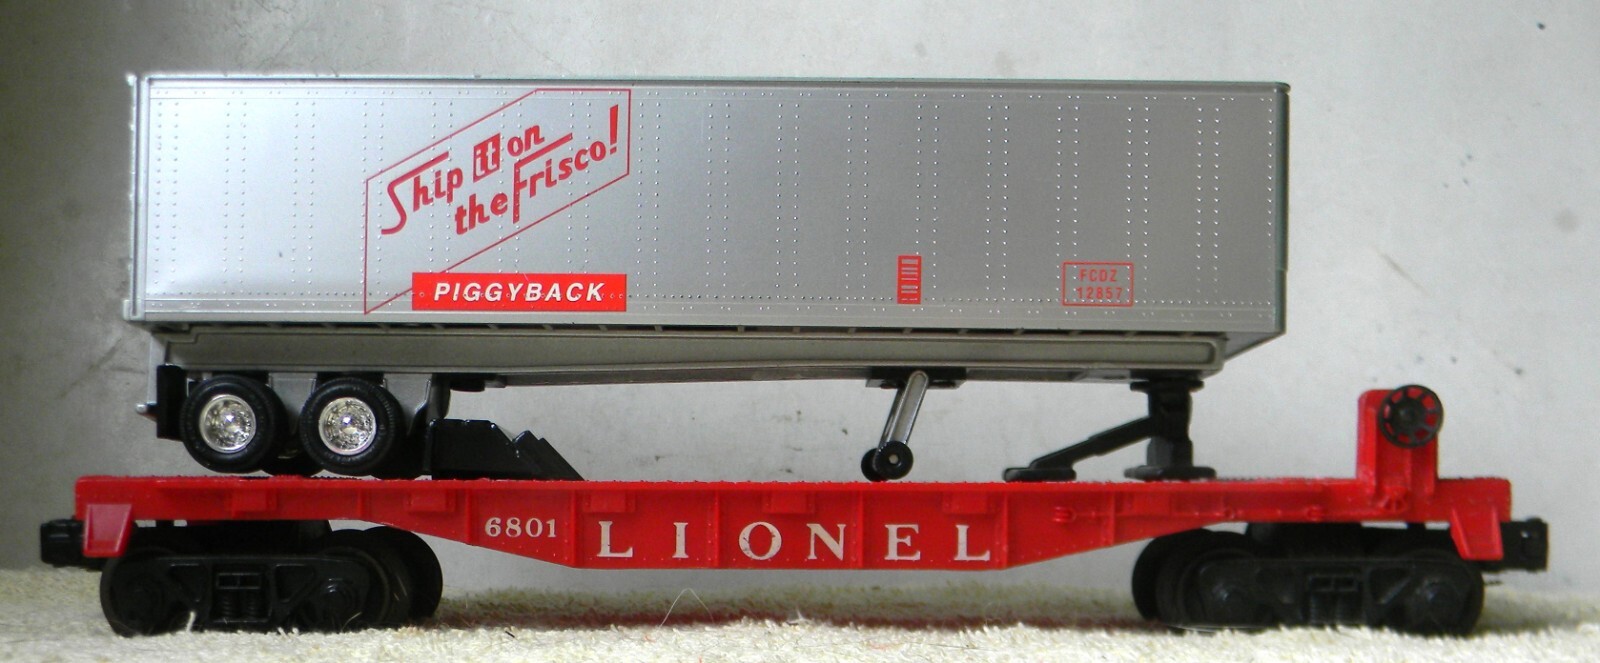 Ship it on
the Frisco!
PIGGYBACK
FCDZ
12857
6801 LIONEL